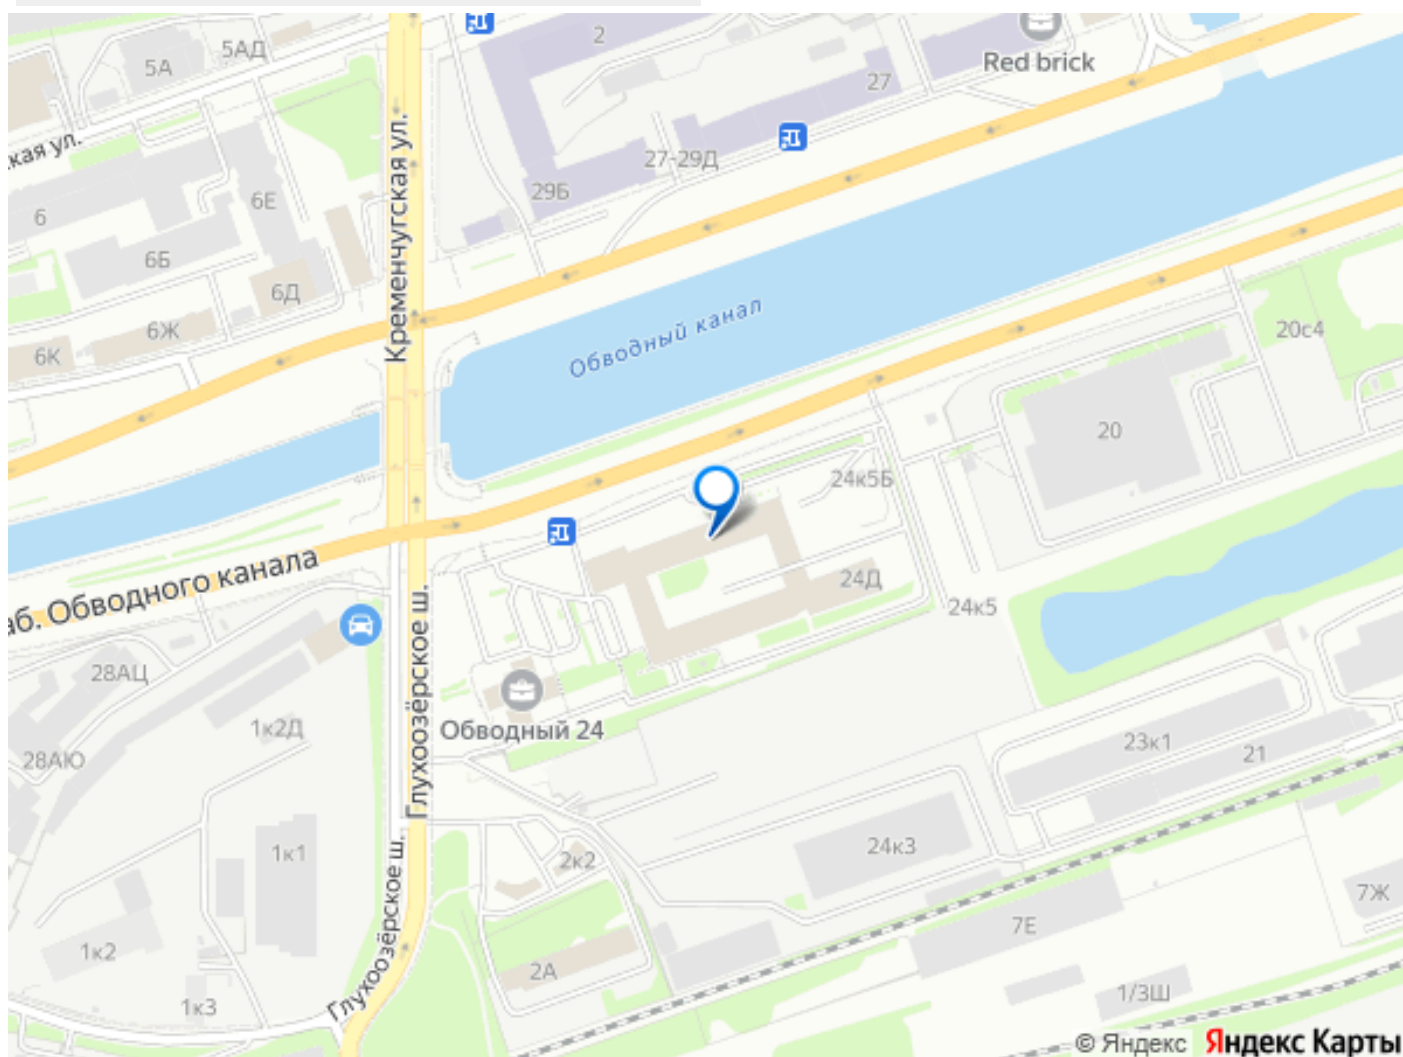 5АД
2
5А
Red brick
27
кая ул.
Кременчугская ул.
27-29Д
29Б
6Е
6
6Б
6Д
6Ж
6К
Обводный канал
20с4
20
24к5Б
аб. Обводного канала
24Д
24к5
Глухоозёрское ш.
28АЦ
Обводный 24
1к2Д
28АЮ
23к1
21
1к1
2к2
24к3
7Ж
7Е
1к2
2А
Глухоозёрское ш.
1к3
1/3Ш
© Яндекс Яндекс Карты